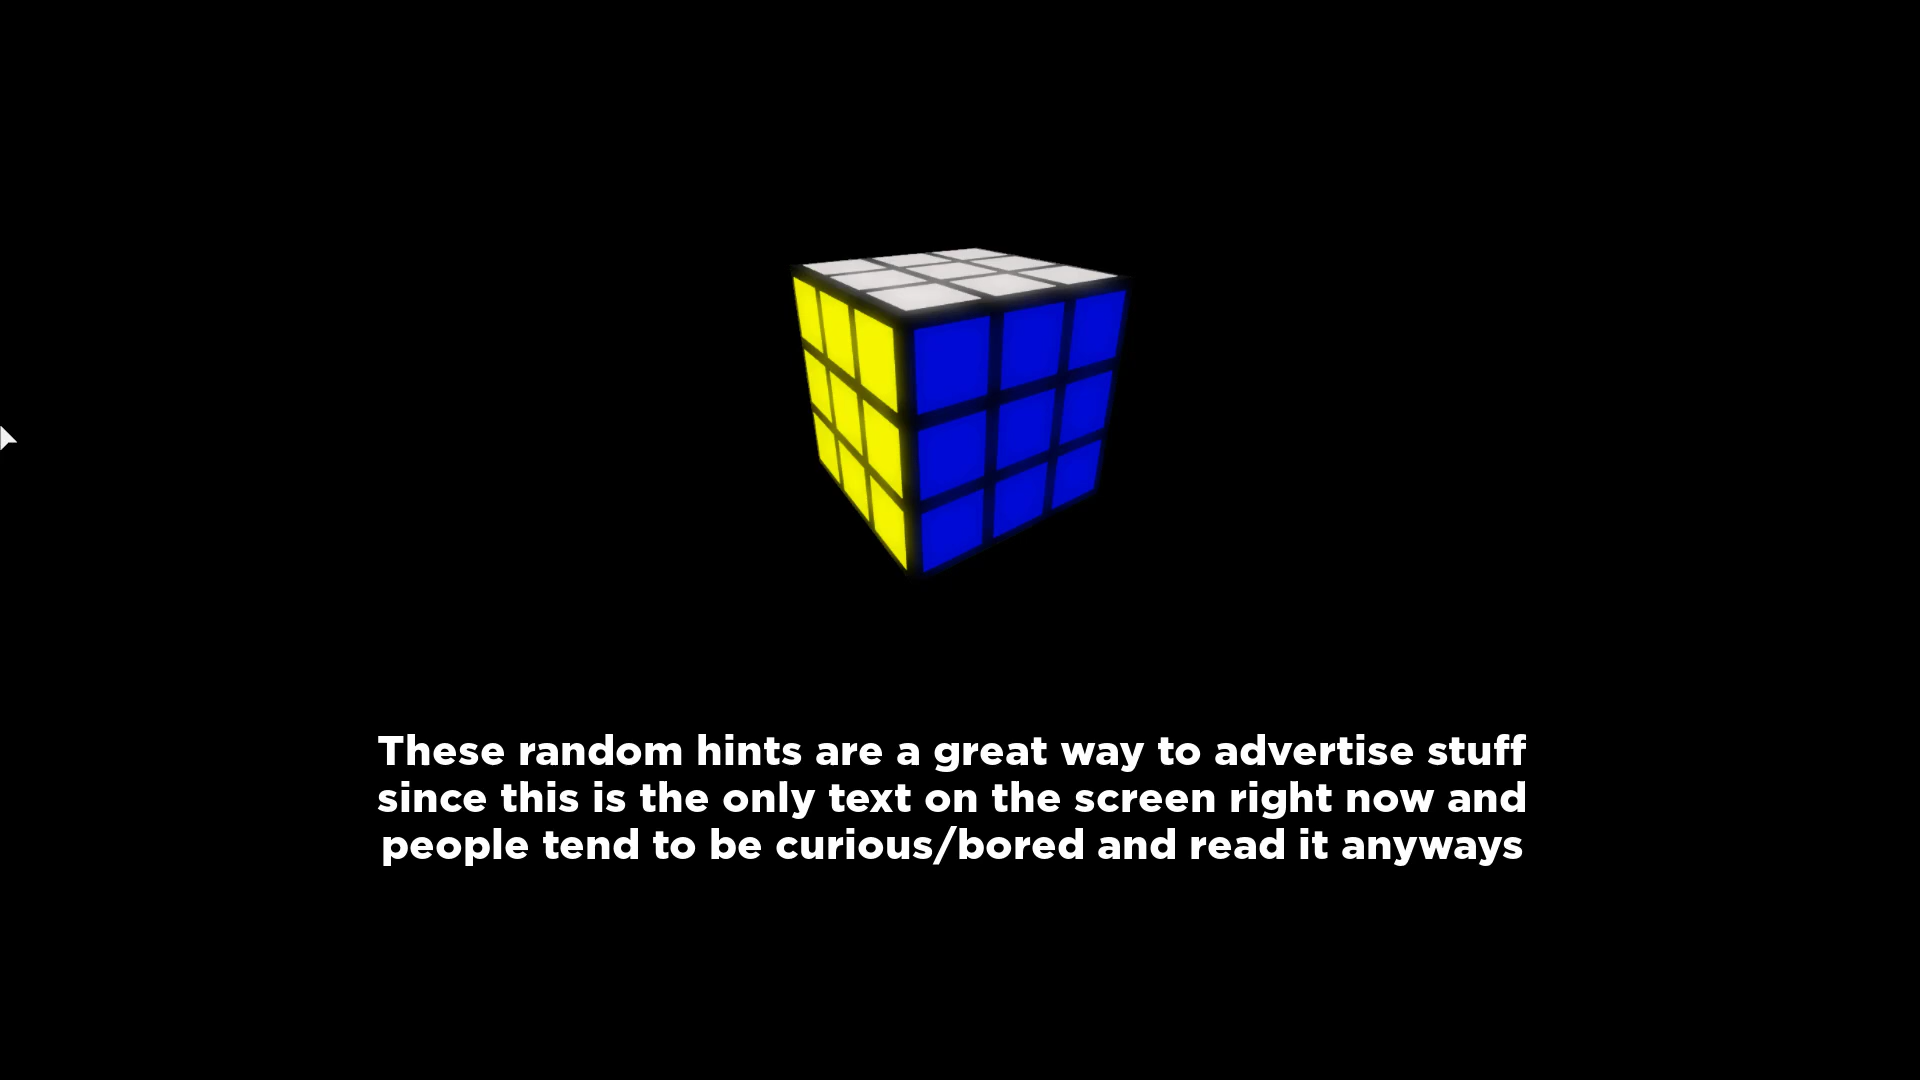 These random hints are a great way to advertise stuff
since this is the only text on the screen right now and
people tend to be curious/bored and read it anyways